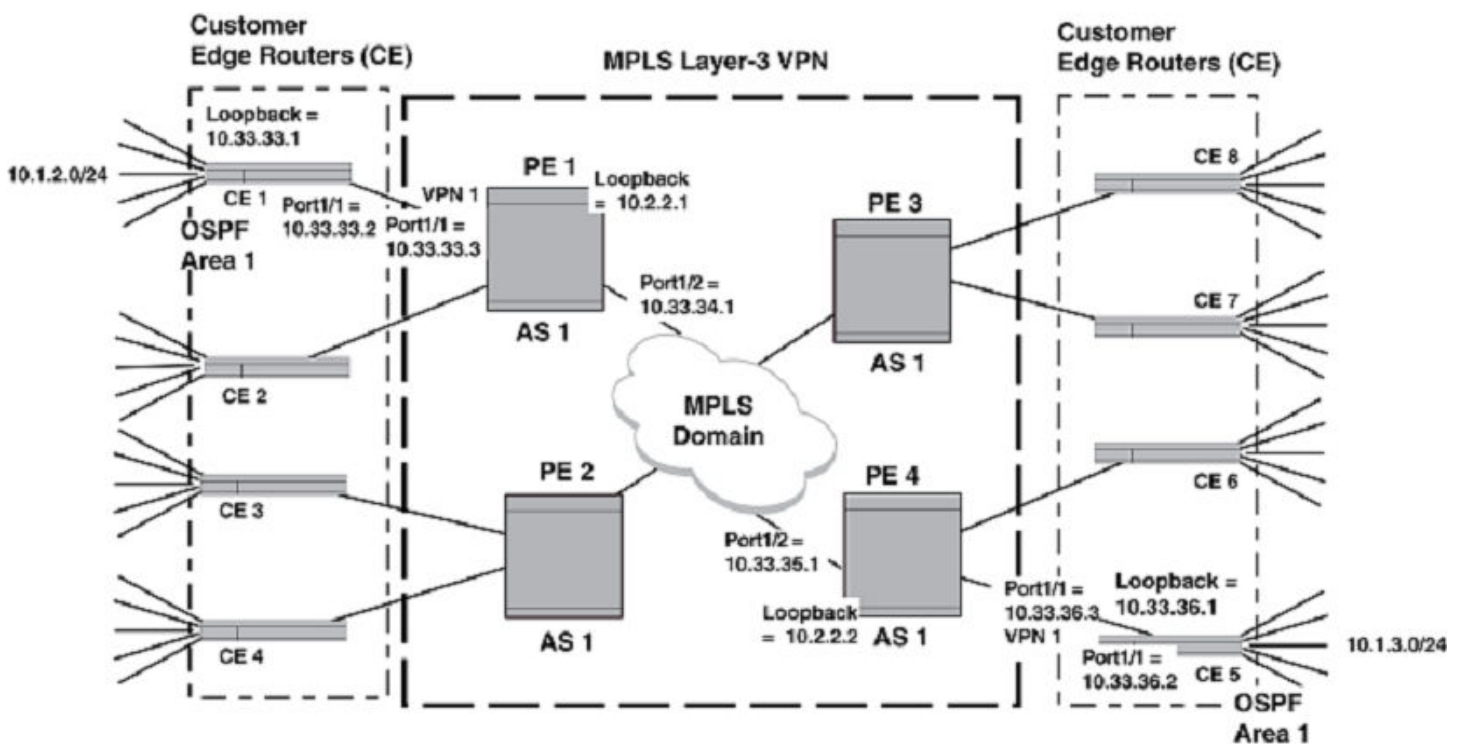 Customer
Edge Routers (CE)
MPLS Layer-3 VPN
Customer
Edge Routers (CE)
Loopback =
10.33.33.1
10.1.2.0/24
CE 1
Port1/1 =
10.33.33.2
OSPF
Area 1
VPN 1
Port1/1 =
10.33.33.3
PE 1
Loopback
= 10.2.2.1
AS 1
Port1/2 =
10.33.34.1
PE 3
AS 1
CE 8
CE 7
CE 2
MPLS
Domain
CE 3
PE 2
AS 1
CE 4
PE 4
Port1/2 =
10.33.35.1
Loopback
= 10.2.2.2
AS 1
CE 6
Port1/1 =
10.33.36.3
VPN 1
Loopback =
10.33.36.1
Port1/1 =
10.33.36.2
CE 5
10.1.3.0/24
OSPF
Area 1